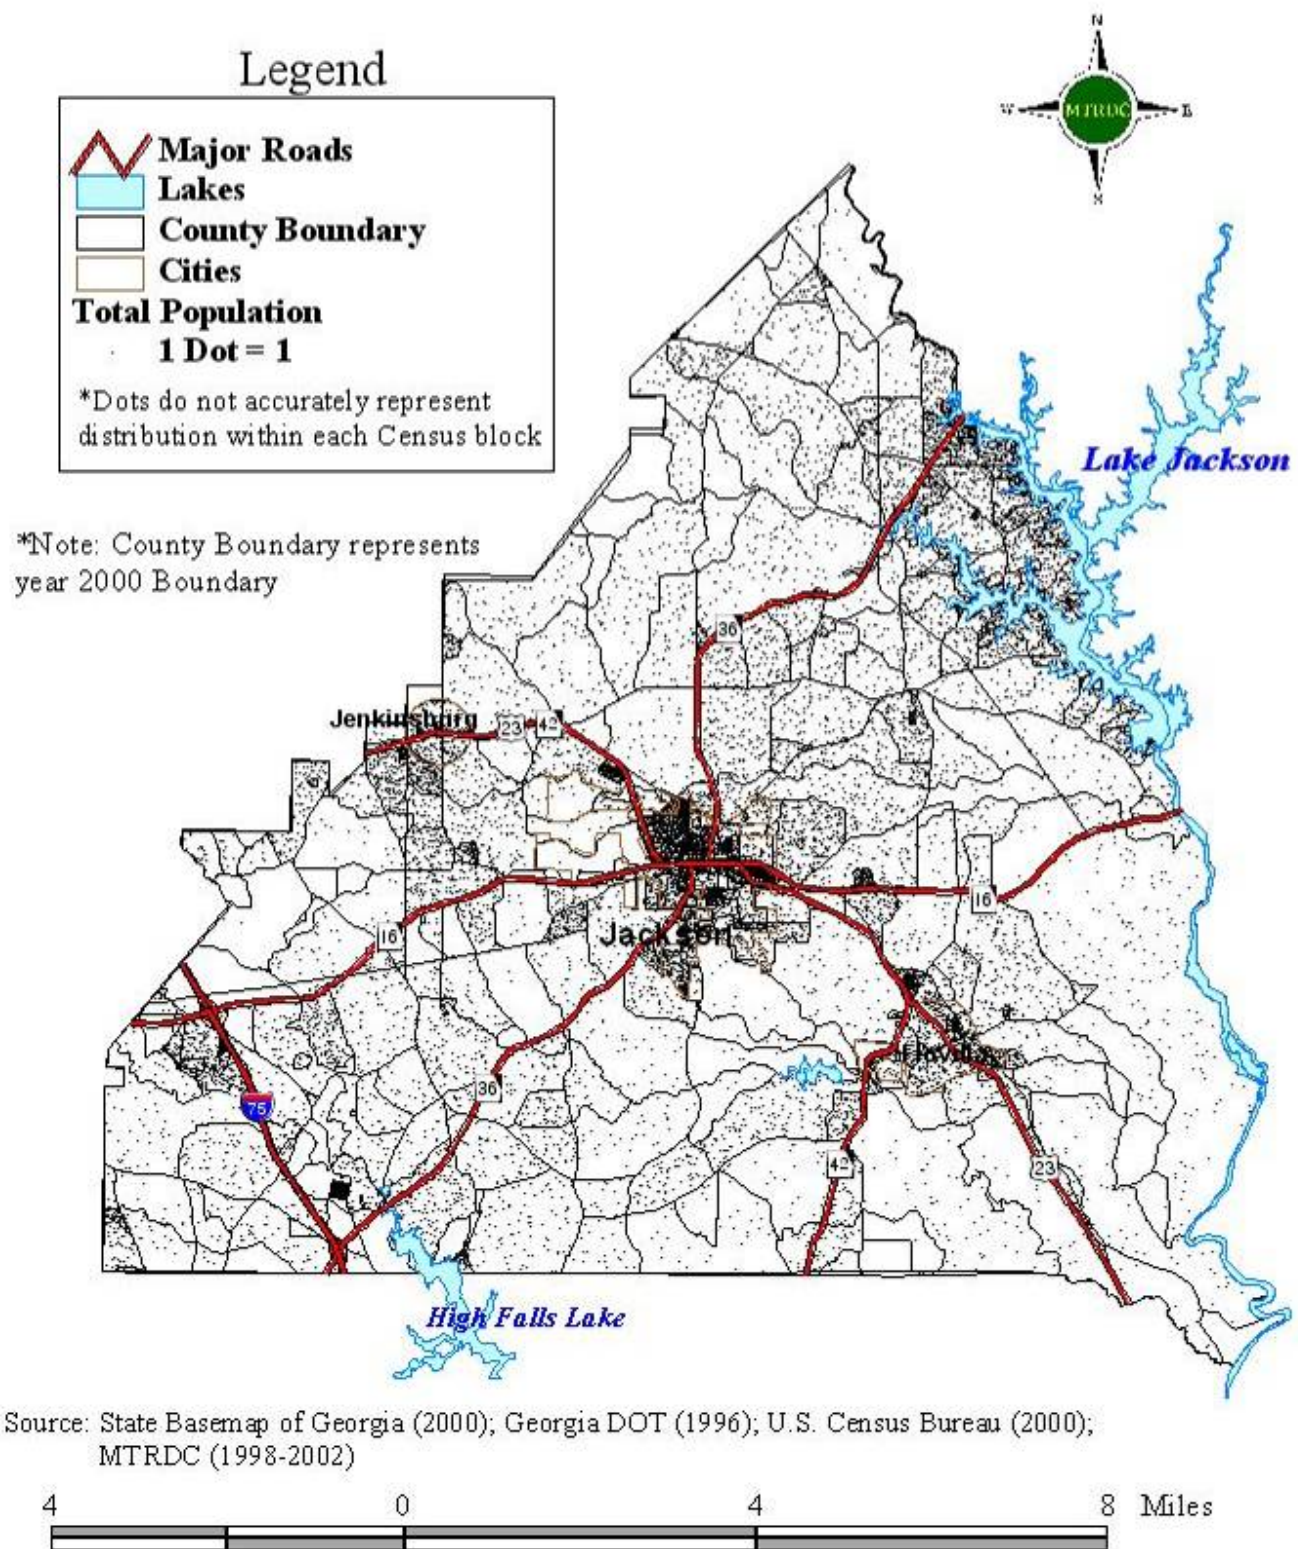 Legend
N
W MTRDC E
S
Major Roads
Lakes
County Boundary
Cities
Total Population
1 Dot = 1
*Dots do not accurately represent
distribution within each Census block
Lake Jackson
*Note: County Boundary represents
year 2000 Boundary
36
Jenkinsburg
23
42
16
16
Jackson
36
75
42
23
High Falls Lake
Source: State Basemap of Georgia (2000); Georgia DOT (1996); U.S. Census Bureau (2000);
MTRDC (1998-2002)
4 0 4 8 Miles